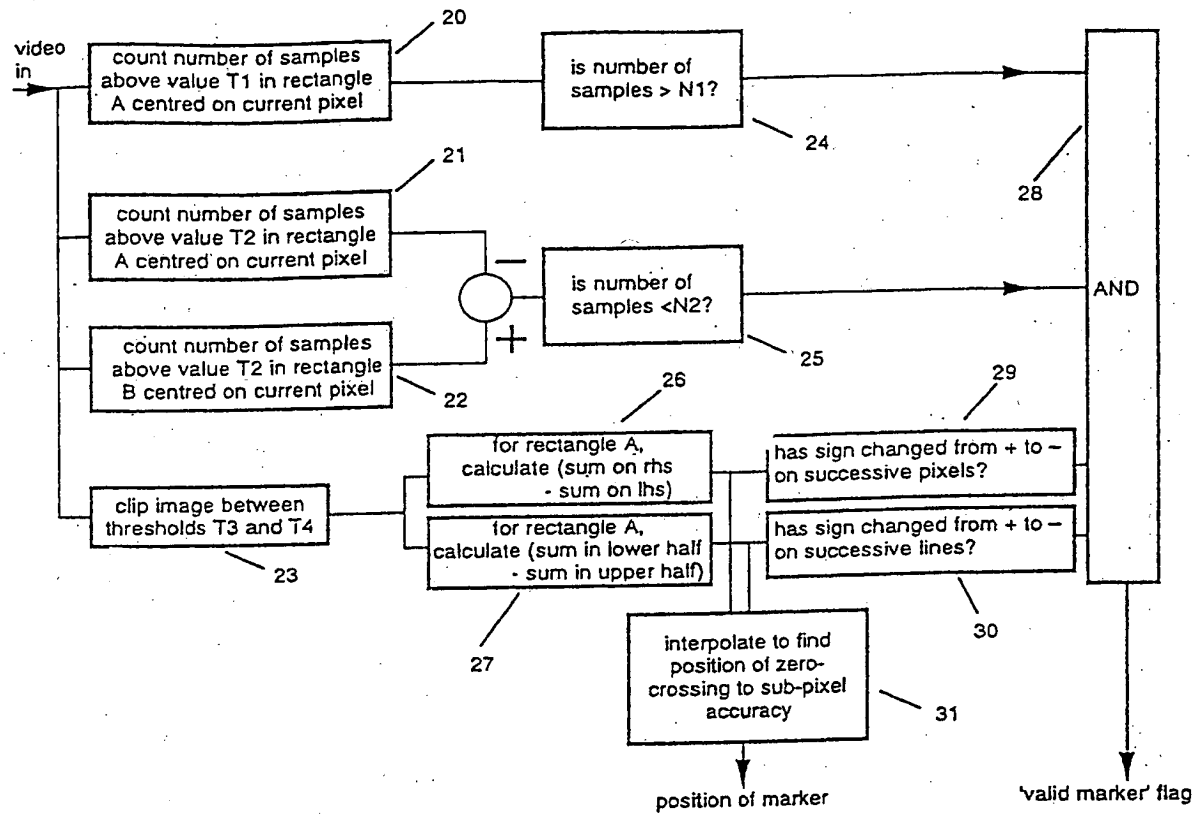 video
in
count number of samples
above value T1 in rectangle
A centred on current pixel
20
is number of
samples > N1?
24
28
count number of samples
above value T2 in rectangle
A centred on current pixel
21
count number of samples
above value T2 in rectangle
B centred on current pixel
22
−
+
is number of
samples <N2?
25
AND
clip image between
thresholds T3 and T4
23
for rectangle A,
calculate (sum on rhs
- sum on lhs)
26
for rectangle A,
calculate (sum in lower half
- sum in upper half)
27
has sign changed from + to −
on successive pixels?
29
has sign changed from + to −
on successive lines?
30
interpolate to find
position of zero-
crossing to sub-pixel
accuracy
31
position of marker
'valid marker' flag